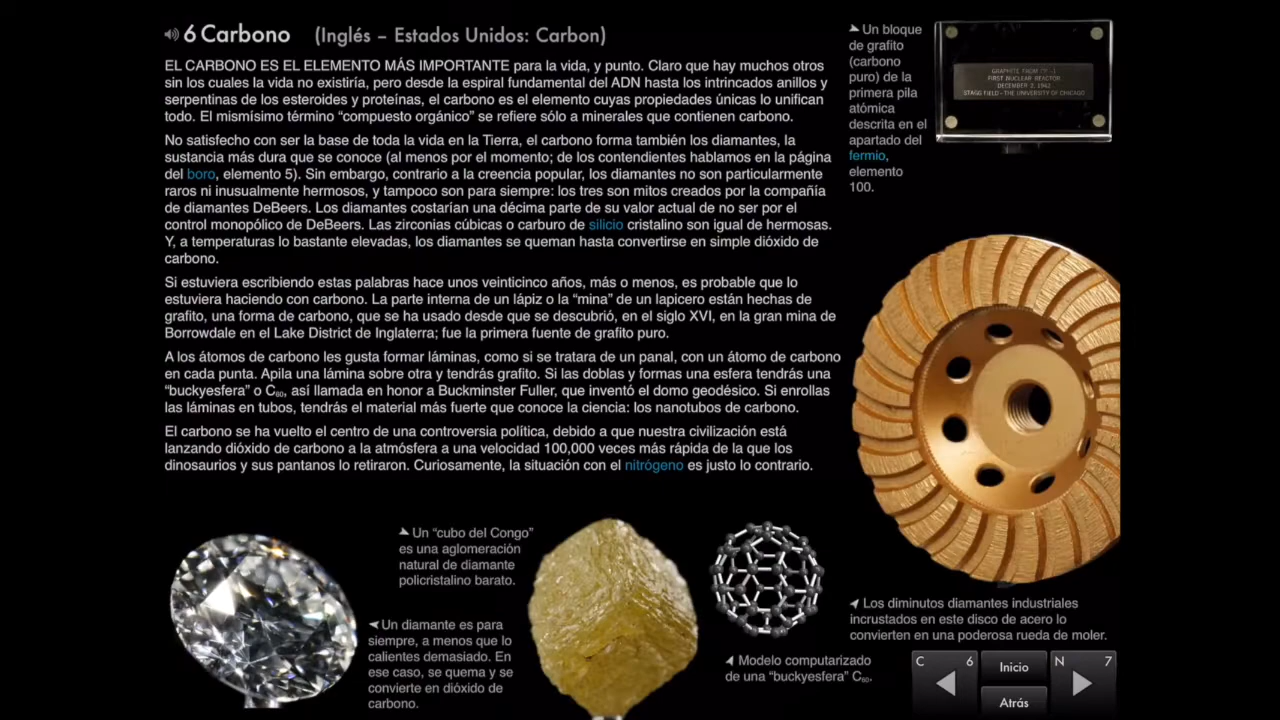 6 Carbono (Inglés – Estados Unidos: Carbon)
EL CARBONO ES EL ELEMENTO MÁS IMPORTANTE para la vida, y punto. Claro que hay muchos otros
sin los cuales la vida no existiría, pero desde la espiral fundamental del ADN hasta los intrincados anillos y
serpentinas de los esteroides y proteínas, el carbono es el elemento cuyas propiedades únicas lo unifican
todo. El mismísimo término “compuesto orgánico” se refiere sólo a minerales que contienen carbono.
No satisfecho con ser la base de toda la vida en la Tierra, el carbono forma también los diamantes, la
sustancia más dura que se conoce (al menos por el momento; de los contendientes hablamos en la página
del boro, elemento 5). Sin embargo, contrario a la creencia popular, los diamantes no son particularmente
raros ni inusualmente hermosos, y tampoco son para siempre: los tres son mitos creados por la compañía
de diamantes DeBeers. Los diamantes costarían una décima parte de su valor actual de no ser por el
control monopólico de DeBeers. Las zirconias cúbicas o carburo de silicio cristalino son igual de hermosas.
Y, a temperaturas lo bastante elevadas, los diamantes se queman hasta convertirse en simple dióxido de
carbono.
Si estuviera escribiendo estas palabras hace unos veinticinco años, más o menos, es probable que lo
estuviera haciendo con carbono. La parte interna de un lápiz o la “mina” de un lapicero están hechas de
grafito, una forma de carbono, que se ha usado desde que se descubrió, en el siglo XVI, en la gran mina de
Borrowdale en el Lake District de Inglaterra; fue la primera fuente de grafito puro.
A los átomos de carbono les gusta formar láminas, como si se tratara de un panal, con un átomo de carbono
en cada punta. Apila una lámina sobre otra y tendrás grafito. Si las doblas y formas una esfera tendrás una
“buckyesfera” o C₆₀, así llamada en honor a Buckminster Fuller, que inventó el domo geodésico. Si enrollas
las láminas en tubos, tendrás el material más fuerte que conoce la ciencia: los nanotubos de carbono.
El carbono se ha vuelto el centro de una controversia política, debido a que nuestra civilización está
lanzando dióxido de carbono a la atmósfera a una velocidad 100,000 veces más rápida de la que los
dinosaurios y sus pantanos lo retiraron. Curiosamente, la situación con el nitrógeno es justo lo contrario.
Un bloque
de grafito
(carbono
puro) de la
primera pila
atómica
descrita en el
apartado del
fermio,
elemento
100.
GRAPHITE FROM CP-1
FIRST NUCLEAR REACTOR
DECEMBER 2, 1942
STAGG FIELD - THE UNIVERSITY OF CHICAGO
Un “cubo del Congo”
es una aglomeración
natural de diamante
policristalino barato.
Un diamante es para
siempre, a menos que lo
calientes demasiado. En
ese caso, se quema y se
convierte en dióxido de
carbono.
Modelo computarizado
de una “buckyesfera” C₆₀.
Los diminutos diamantes industriales
incrustados en este disco de acero lo
convierten en una poderosa rueda de moler.
C 6
Inicio
N 7
Atrás